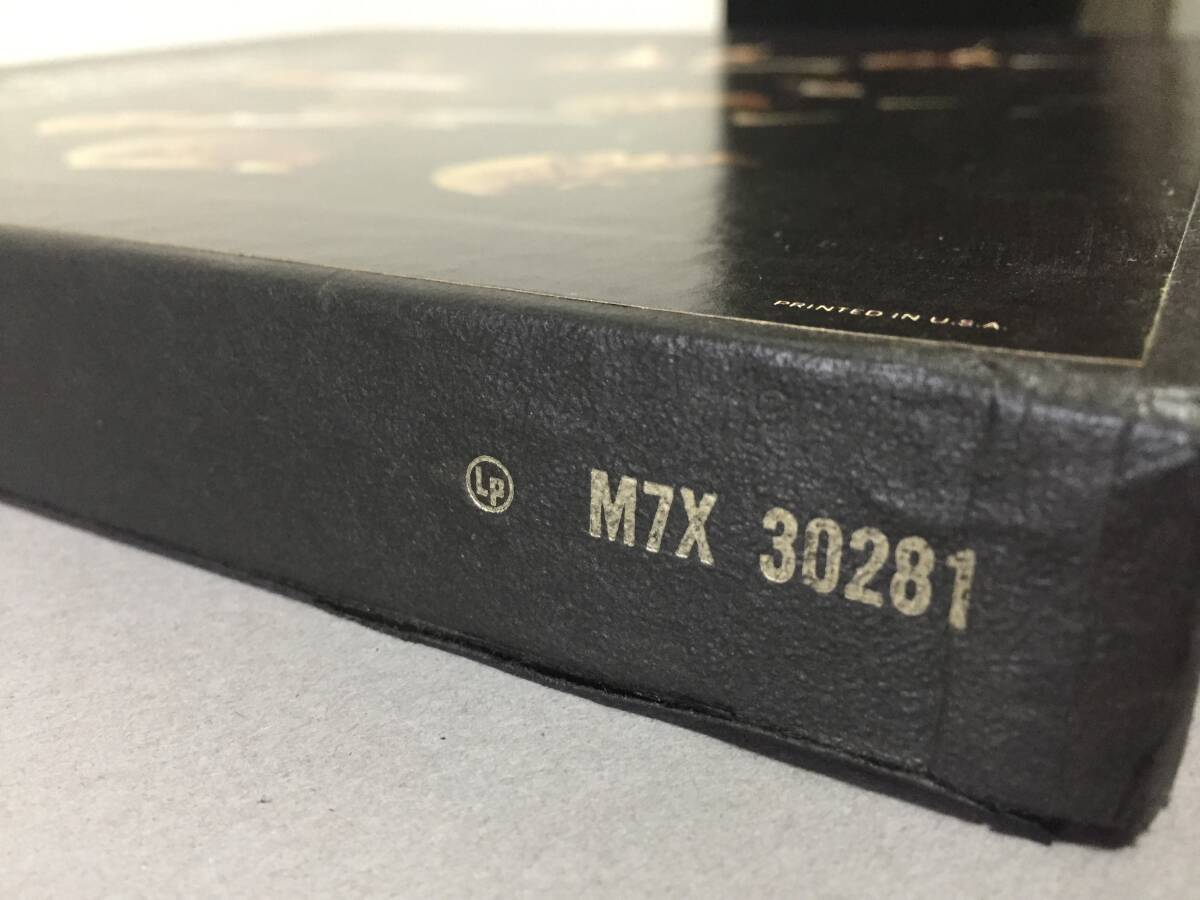 PRINTED IN U.S.A.
Lp M7X 30281